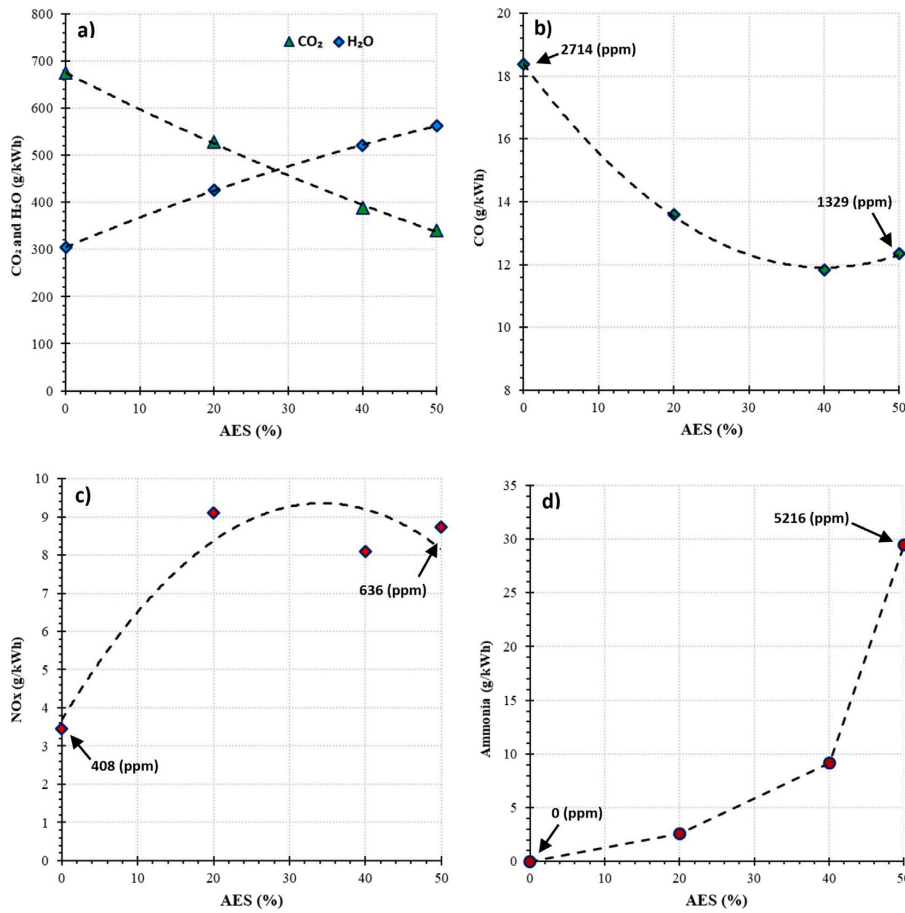 a)
CO₂ H₂O
800
700
600
500
400
300
200
100
0
0 10 20 30 40 50
AES (%)
CO₂ and H₂O (g/kWh)
b)
2714 (ppm)
1329 (ppm)
20
18
16
14
12
10
8
0 10 20 30 40 50
AES (%)
CO (g/kWh)
c)
636 (ppm)
408 (ppm)
10
9
8
7
6
5
4
3
2
1
0
0 10 20 30 40 50
AES (%)
NOx (g/kWh)
d)
5216 (ppm)
0 (ppm)
35
30
25
20
15
10
5
0
0 10 20 30 40 50
AES (%)
Ammonia (g/kWh)